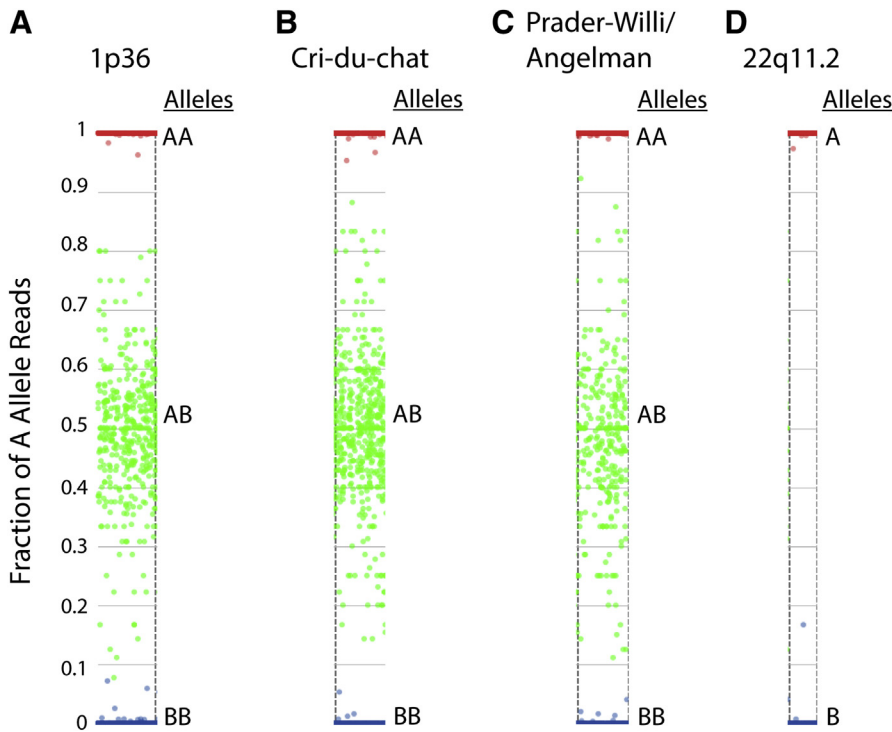 A
1p36
B
Cri-du-chat
C Prader-Willi/
Angelman
D
22q11.2
Alleles
Alleles
Alleles
Alleles
Fraction of A Allele Reads
1
0.9
0.8
0.7
0.6
0.5
0.4
0.3
0.2
0.1
0
AA
AB
BB
AA
AB
BB
AA
AB
BB
A
B